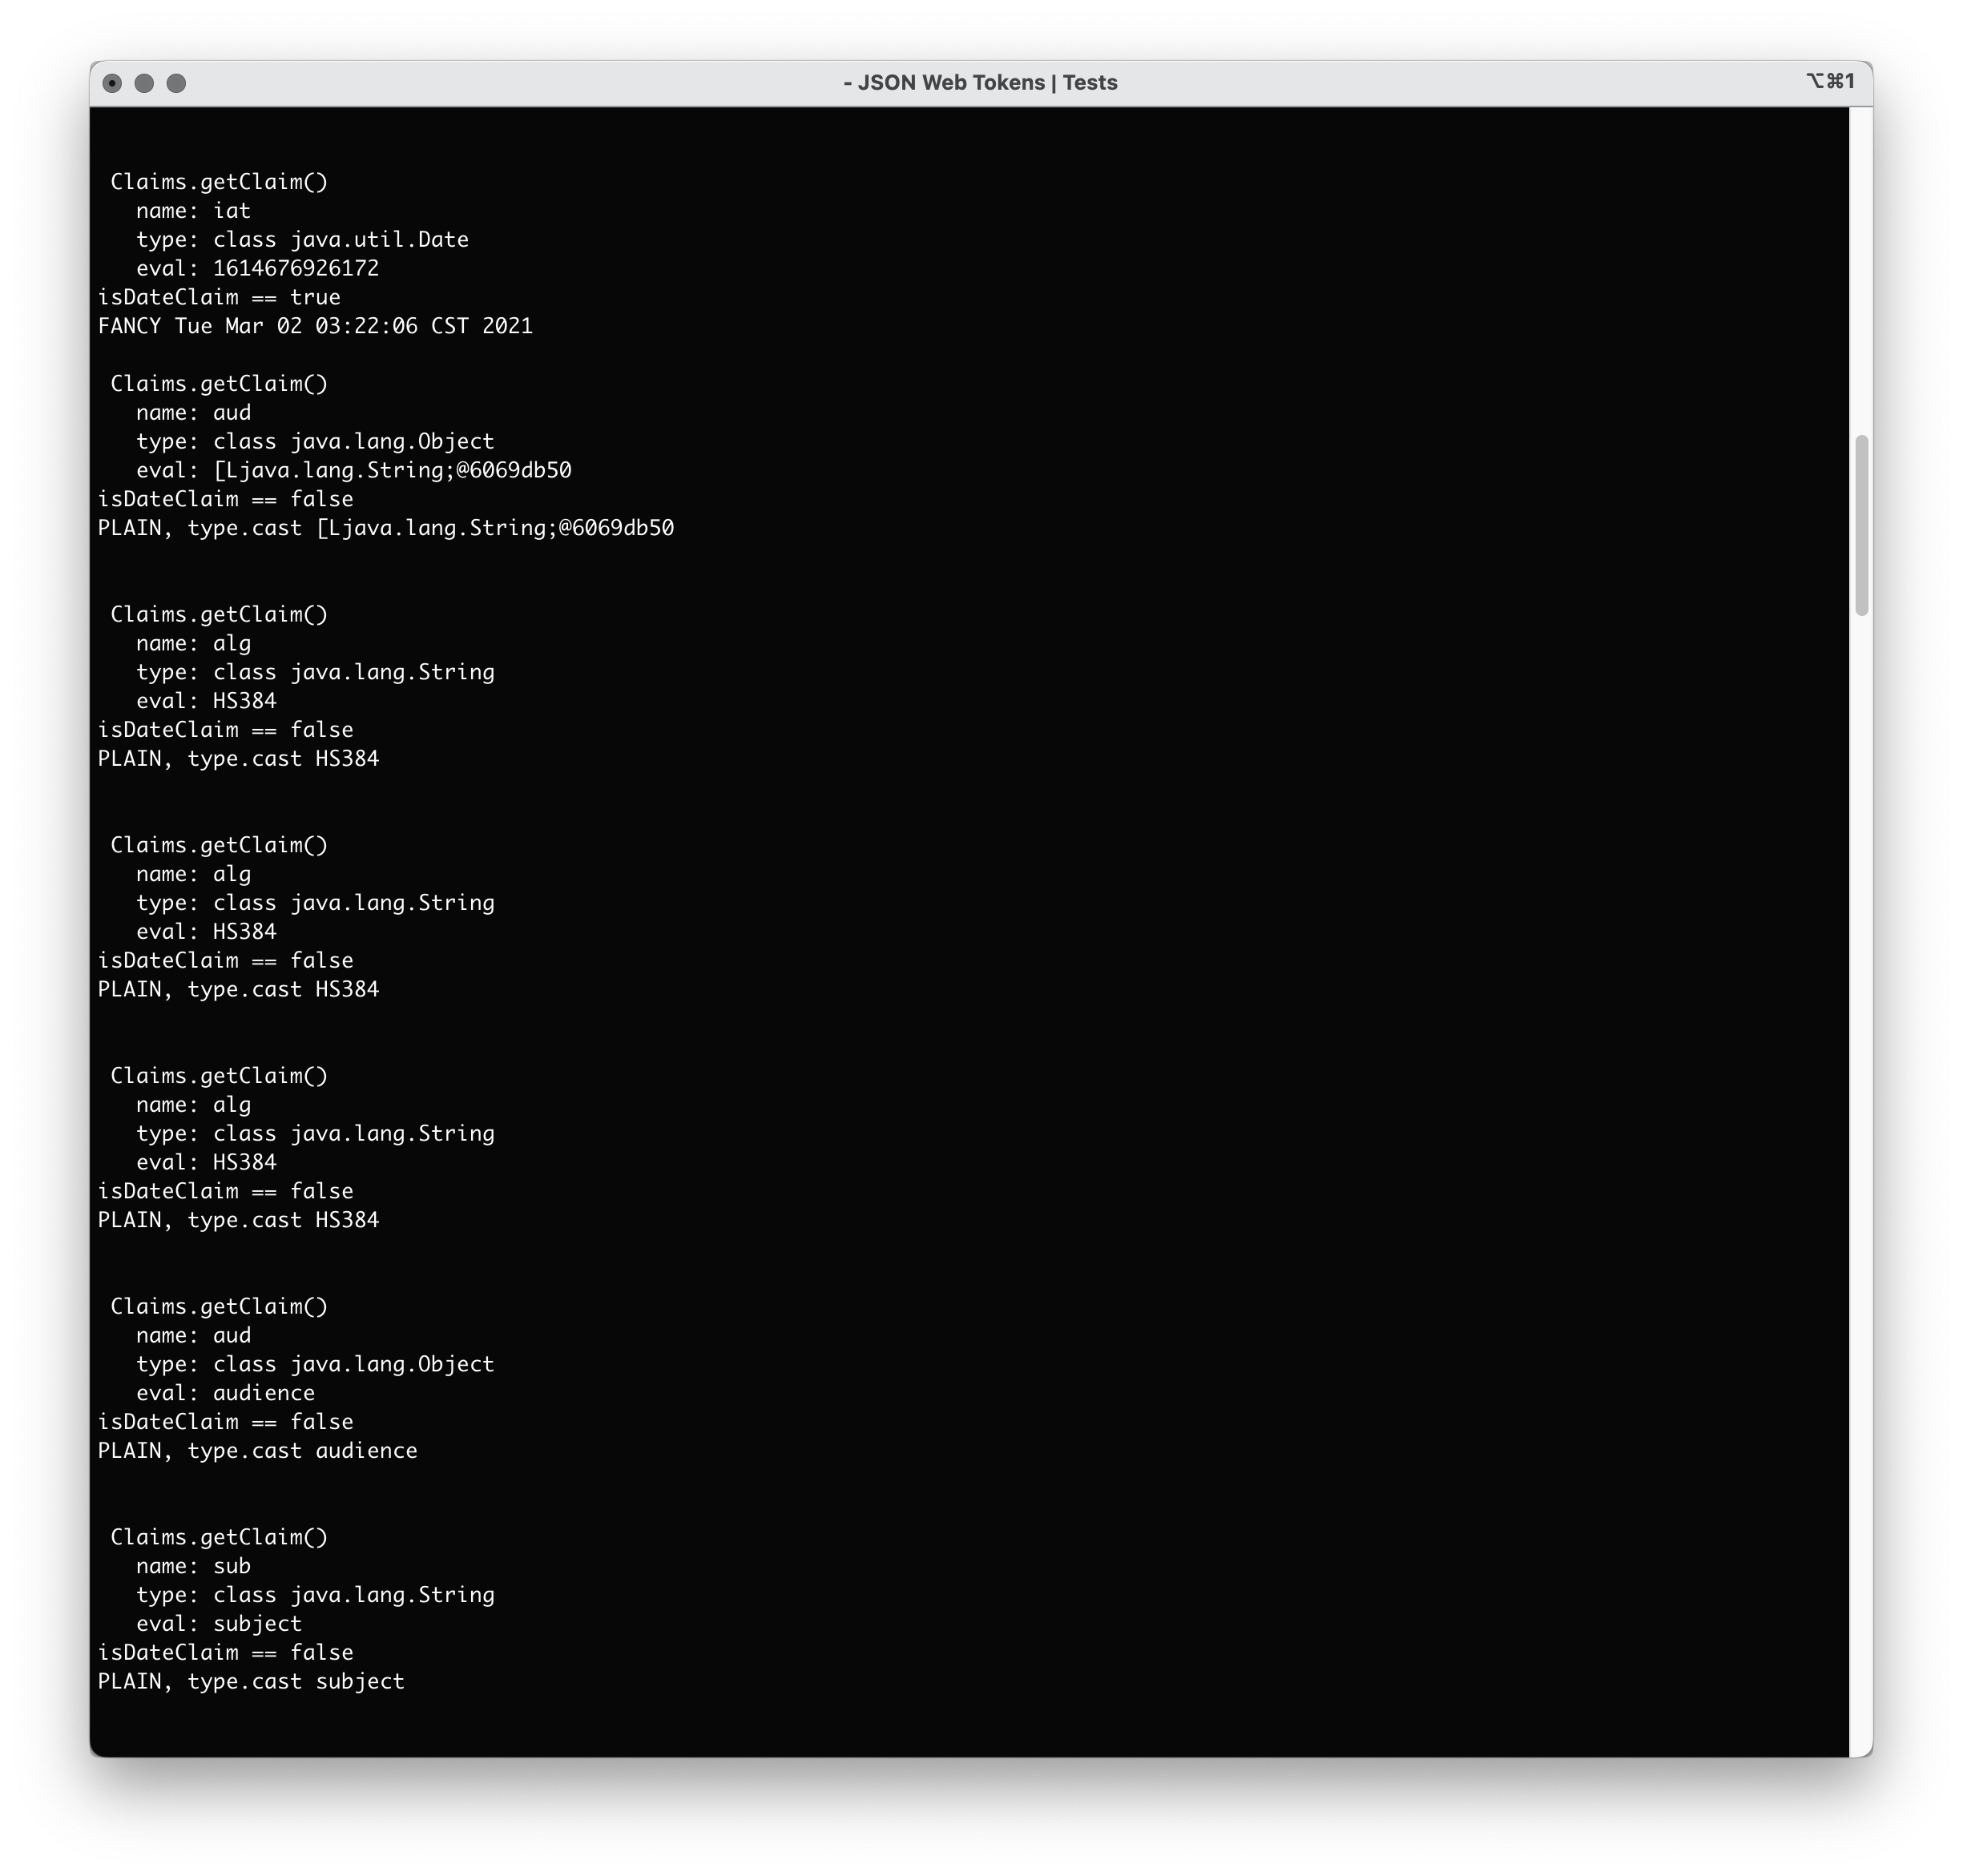 - JSON Web Tokens | Tests
⌥⌘1
Claims.getClaim()
name: iat
type: class java.util.Date
eval: 1614676926172
isDateClaim == true
FANCY Tue Mar 02 03:22:06 CST 2021
Claims.getClaim()
name: aud
type: class java.lang.Object
eval: [Ljava.lang.String;@6069db50
isDateClaim == false
PLAIN, type.cast [Ljava.lang.String;@6069db50
Claims.getClaim()
name: alg
type: class java.lang.String
eval: HS384
isDateClaim == false
PLAIN, type.cast HS384
Claims.getClaim()
name: alg
type: class java.lang.String
eval: HS384
isDateClaim == false
PLAIN, type.cast HS384
Claims.getClaim()
name: alg
type: class java.lang.String
eval: HS384
isDateClaim == false
PLAIN, type.cast HS384
Claims.getClaim()
name: aud
type: class java.lang.Object
eval: audience
isDateClaim == false
PLAIN, type.cast audience
Claims.getClaim()
name: sub
type: class java.lang.String
eval: subject
isDateClaim == false
PLAIN, type.cast subject